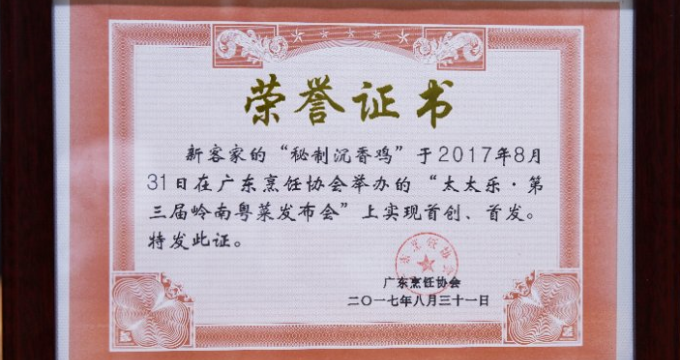 荣誉证书
新客家的“秘制沉香鸡”于2017年8月
31日在广东烹饪协会举办的“太太乐·第
三届岭南粤菜发布会”上实现首创、首发。
特发此证。
广东烹饪协会
二〇一七年八月三十一日